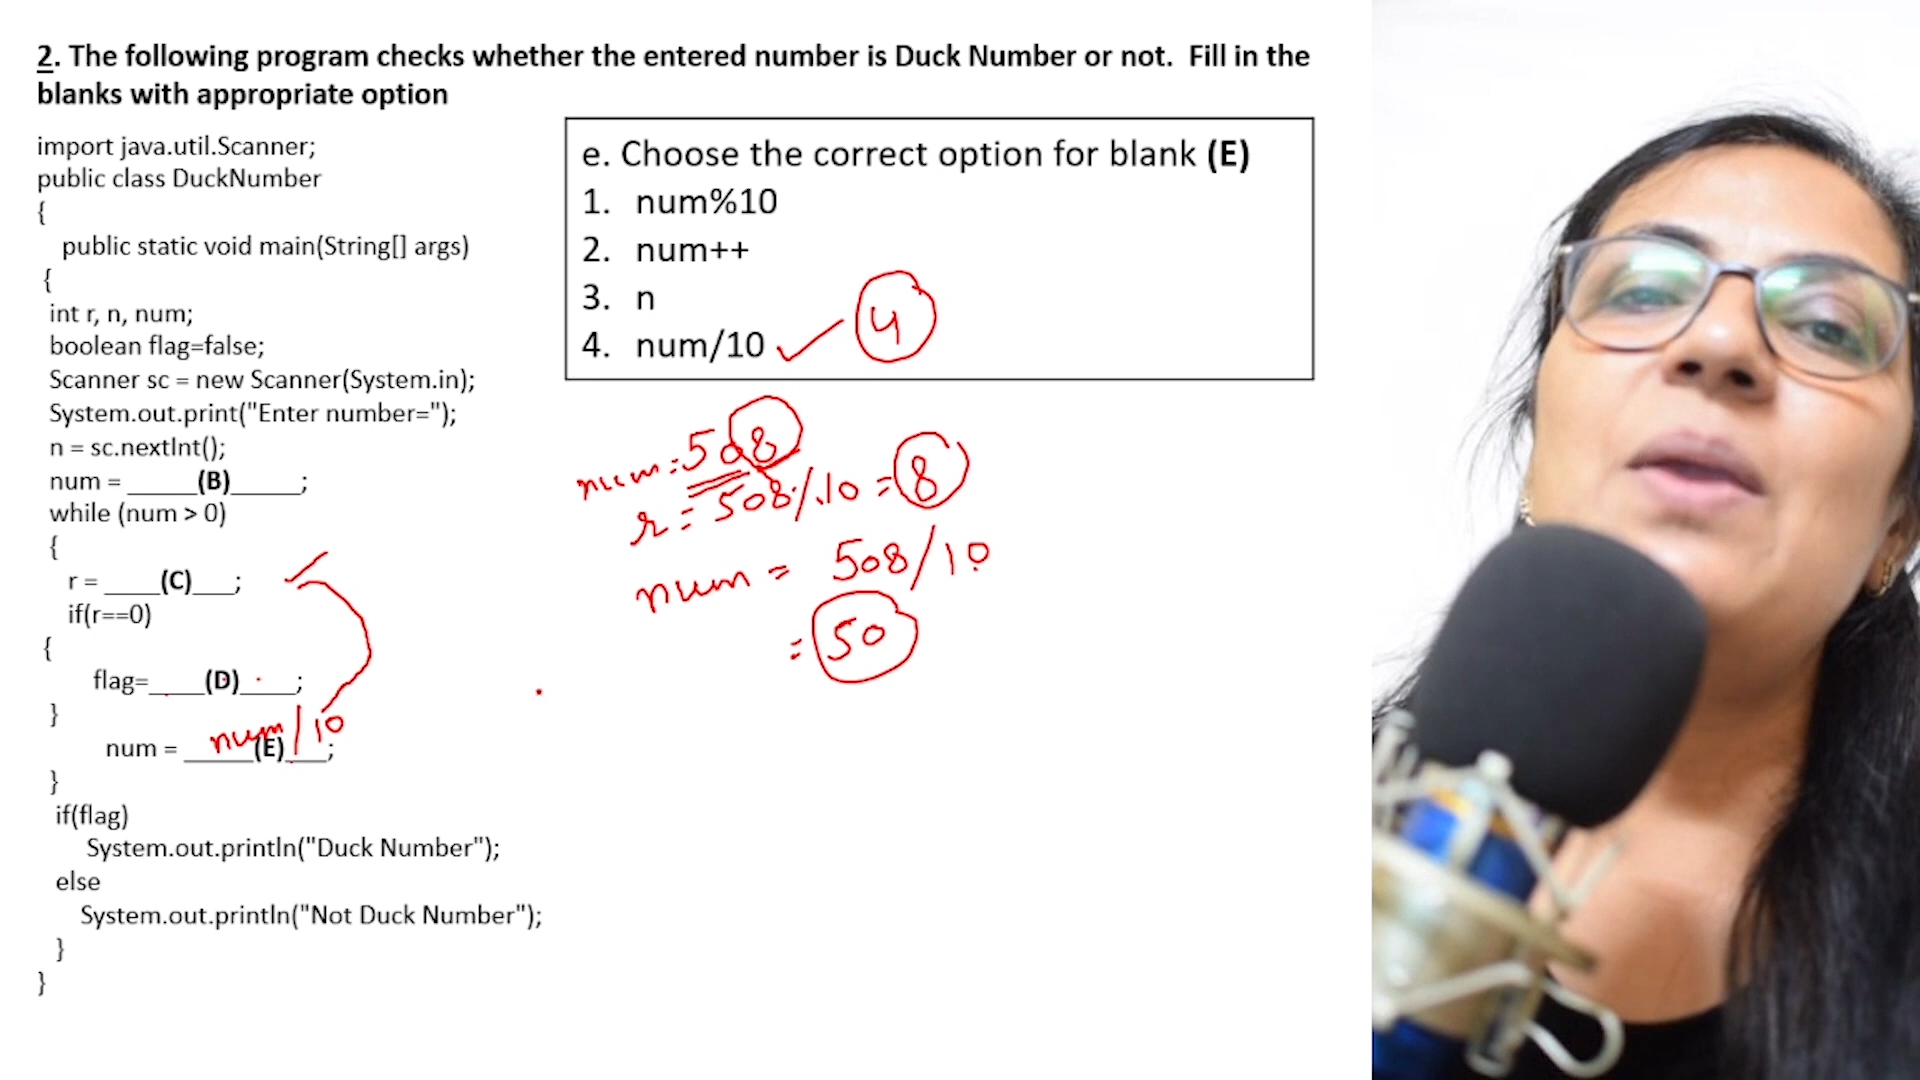 2. The following program checks whether the entered number is Duck Number or not. Fill in the
blanks with appropriate option
import java.util.Scanner;
public class DuckNumber
{
public static void main(String[] args)
{
int r, n, num;
boolean flag=false;
Scanner sc = new Scanner(System.in);
System.out.print("Enter number=");
n = sc.nextInt();
num = _____(B)_____;
while (num > 0)
{
r = ____(C)___;
if(r==0)
{
flag=____(D)____;
}
num/10
num = _____(E)___;
}
if(flag)
System.out.println("Duck Number");
else
System.out.println("Not Duck Number");
}
}
e. Choose the correct option for blank (E)
1. num%10
2. num++
3. n
4. num/10
4
num=508
r = 508%10 = 8
num = 508/10
= 50